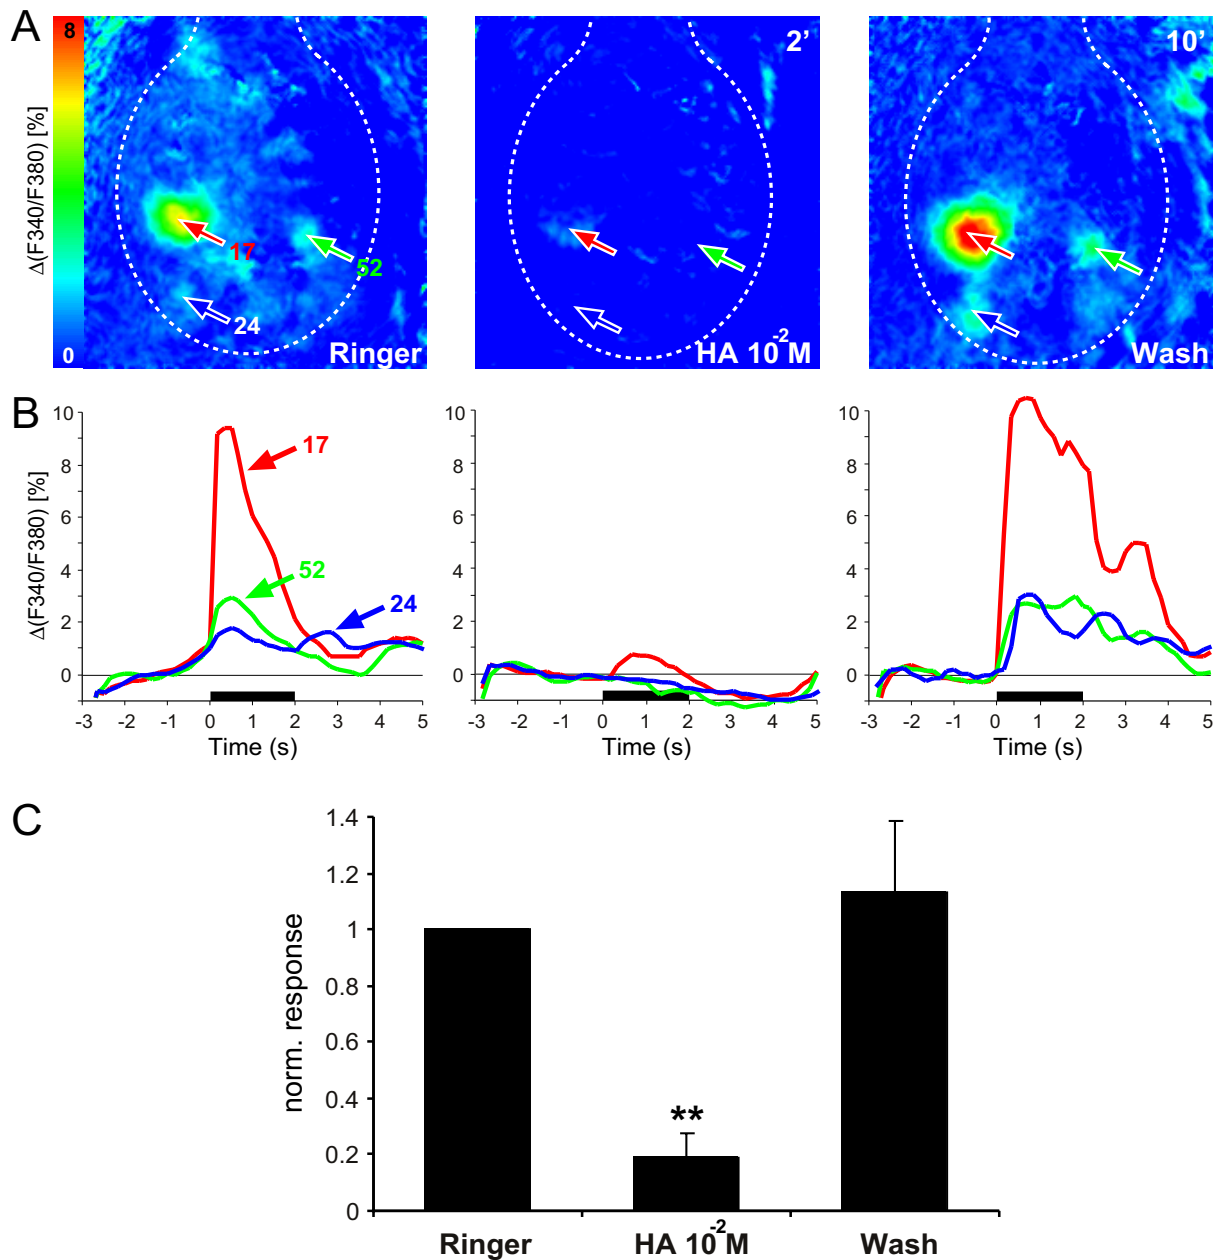 A
8
Δ(F340/F380) [%]
0
17
52
24
Ringer
2'
HA 10⁻²M
10'
Wash
B
Δ(F340/F380) [%]
10
8
6
4
2
0
-3 -2 -1 0 1 2 3 4 5
Time (s)
17
52
24
10
8
6
4
2
0
-3 -2 -1 0 1 2 3 4 5
Time (s)
10
8
6
4
2
0
-3 -2 -1 0 1 2 3 4 5
Time (s)
C
norm. response
1.4
1.2
1
0.8
0.6
0.4
0.2
0
**
Ringer HA 10⁻²M Wash